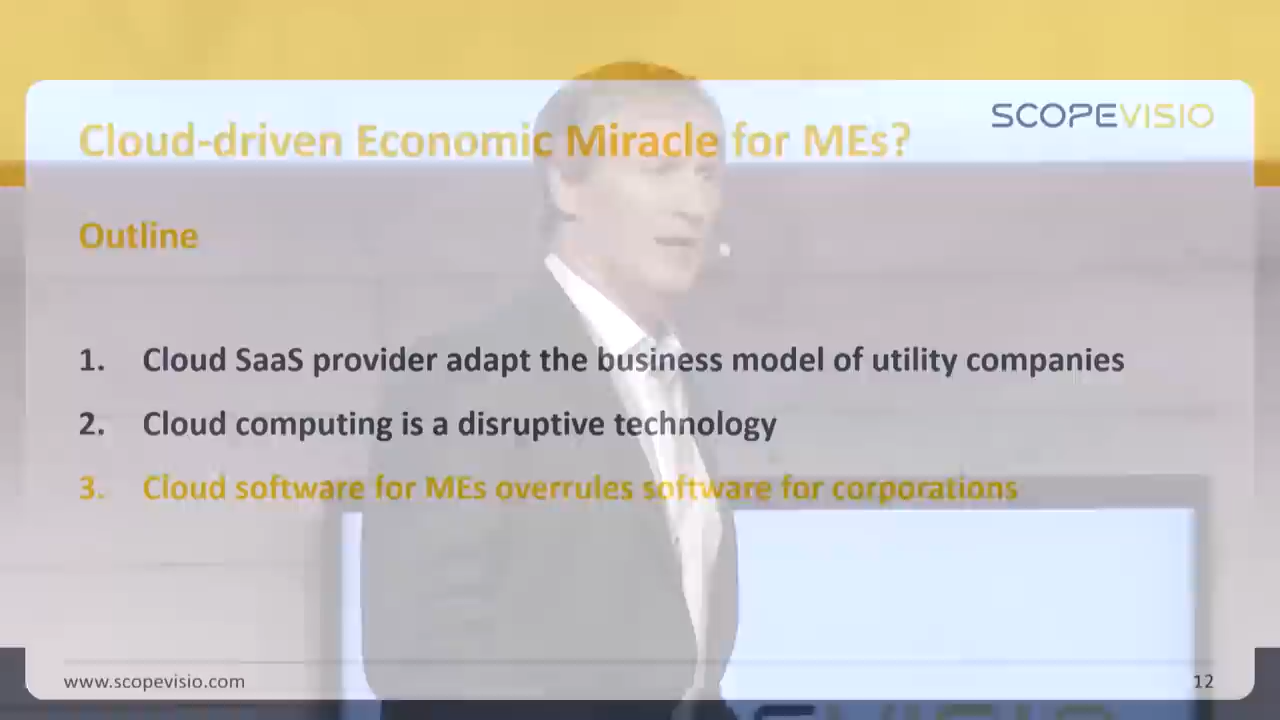 SCOPEVISIO
Cloud-driven Economic Miracle for MEs?
Outline
1. Cloud SaaS provider adapt the business model of utility companies
2. Cloud computing is a disruptive technology
3. Cloud software for MEs overrules software for corporations
www.scopevisio.com
12
SCOPEVISIO